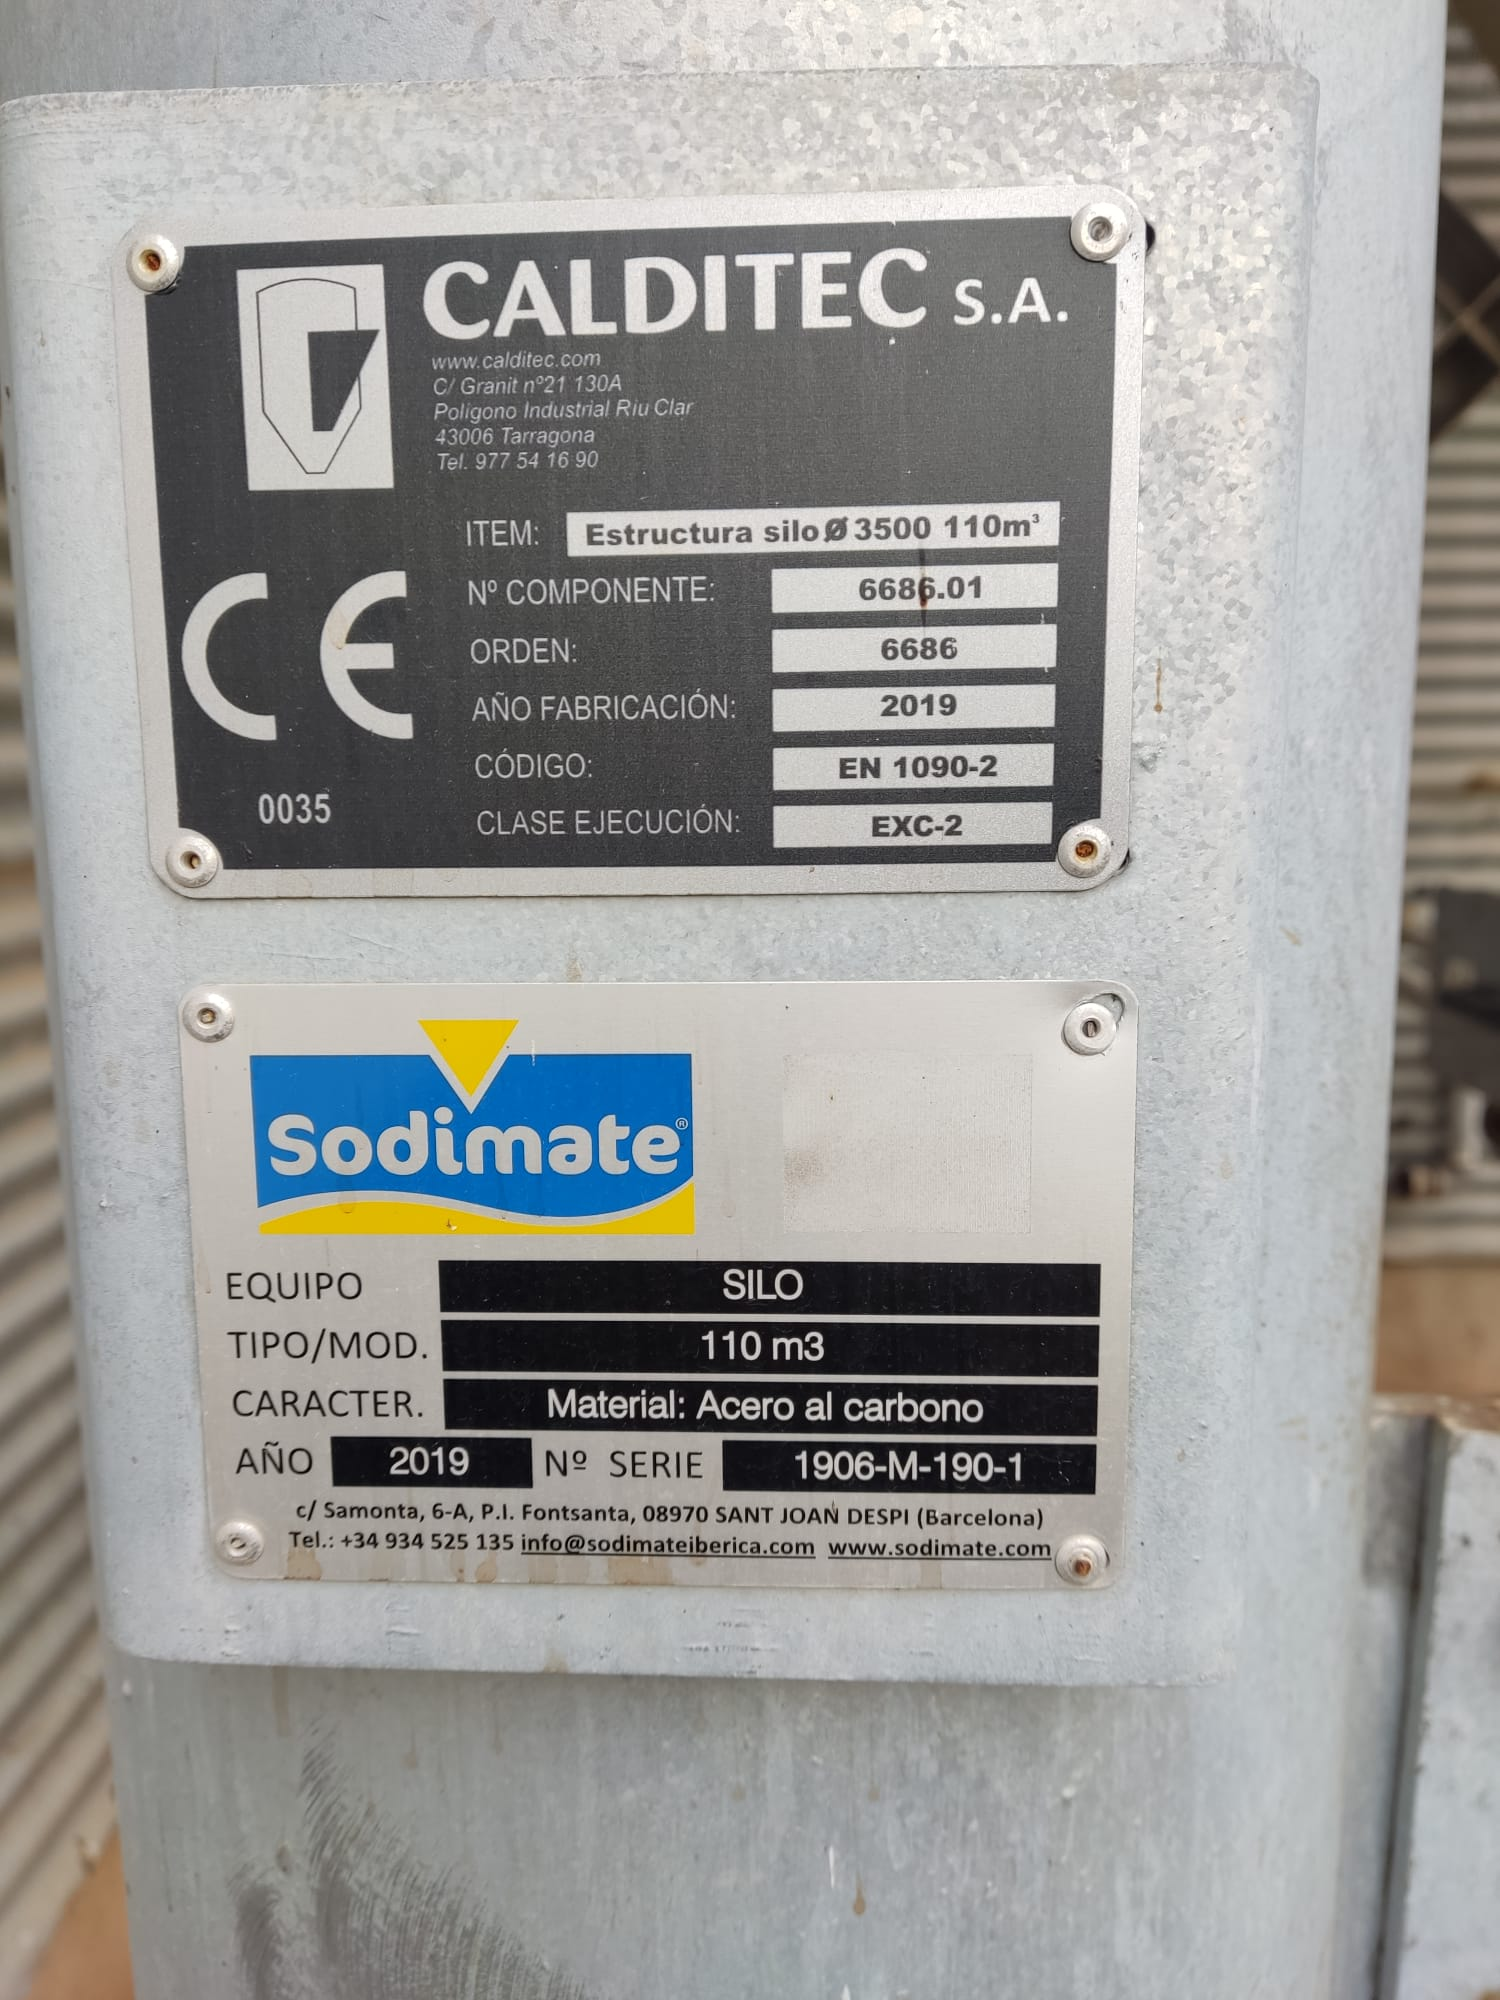 CALDITEC S.A.
www.calditec.com
C/ Granit nº21 130A
Poligono Industrial Riu Clar
43006 Tarragona
Tel. 977 54 16 90
ITEM: Estructura silo Ø 3500 110m³
Nº COMPONENTE: 6686.01
ORDEN: 6686
AÑO FABRICACIÓN: 2019
CÓDIGO: EN 1090-2
CLASE EJECUCIÓN: EXC-2
CE
0035
Sodimate®
EQUIPO SILO
TIPO/MOD. 110 m3
CARACTER. Material: Acero al carbono
AÑO 2019 Nº SERIE 1906-M-190-1
c/ Samonta, 6-A, P.I. Fontsanta, 08970 SANT JOAN DESPI (Barcelona)
Tel.: +34 934 525 135 info@sodimateiberica.com www.sodimate.com